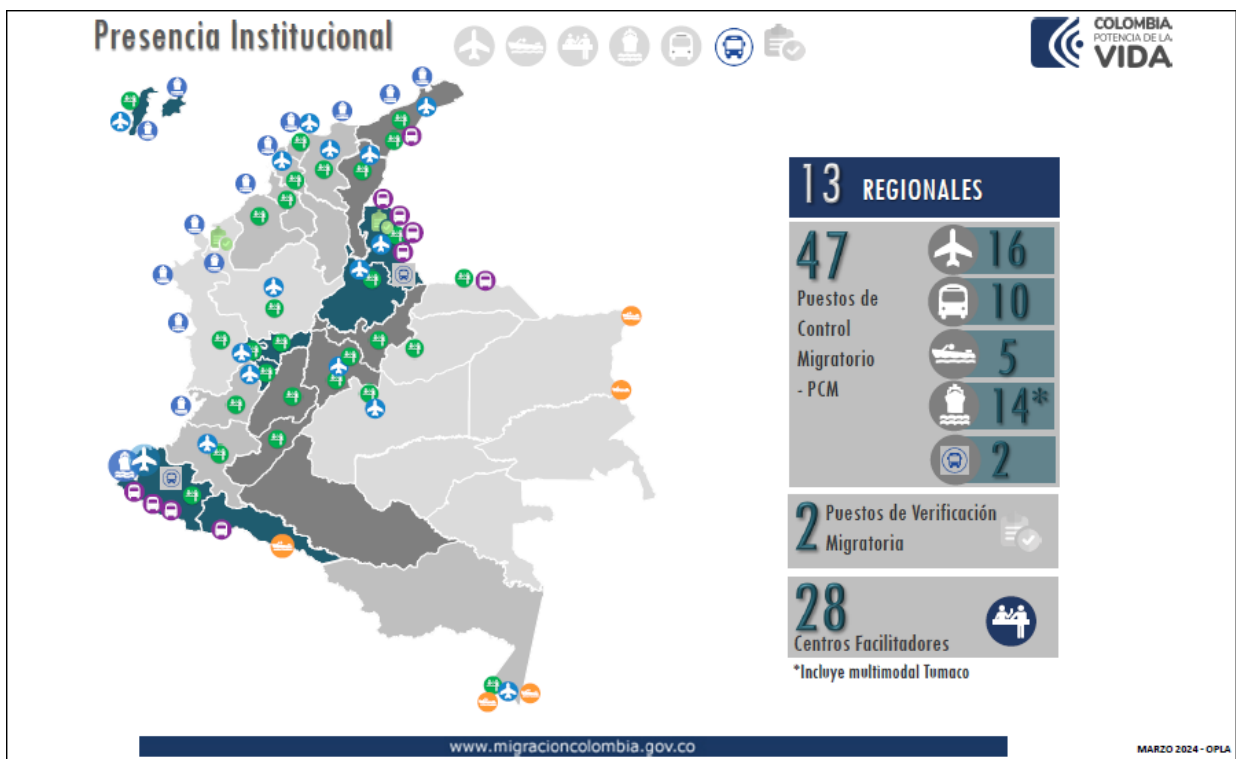 Presencia Institucional
COLOMBIA
POTENCIA DE LA
VIDA
13 REGIONALES
47
Puestos de
Control
Migratorio
- PCM
16
10
5
14*
2
2 Puestos de Verificación
Migratoria
28
Centros Facilitadores
*Incluye multimodal Tumaco
www.migracioncolombia.gov.co
MARZO 2024 - OPLA